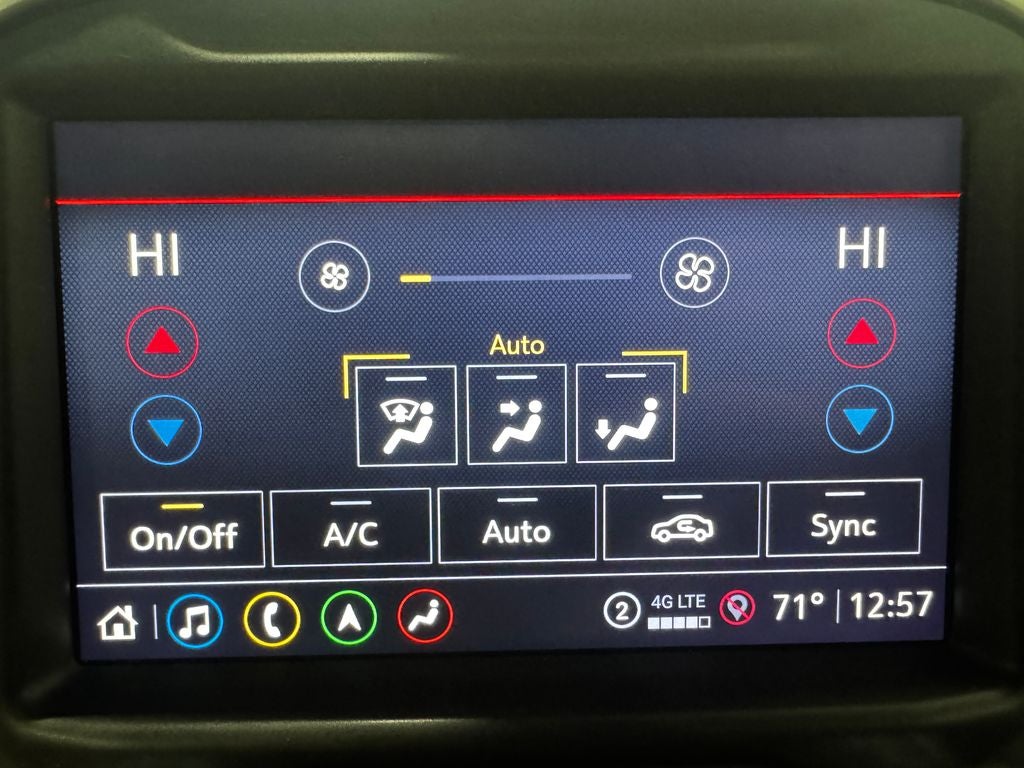 HI HI
Auto
On/Off A/C Auto Sync
2 4G LTE 71° 12:57